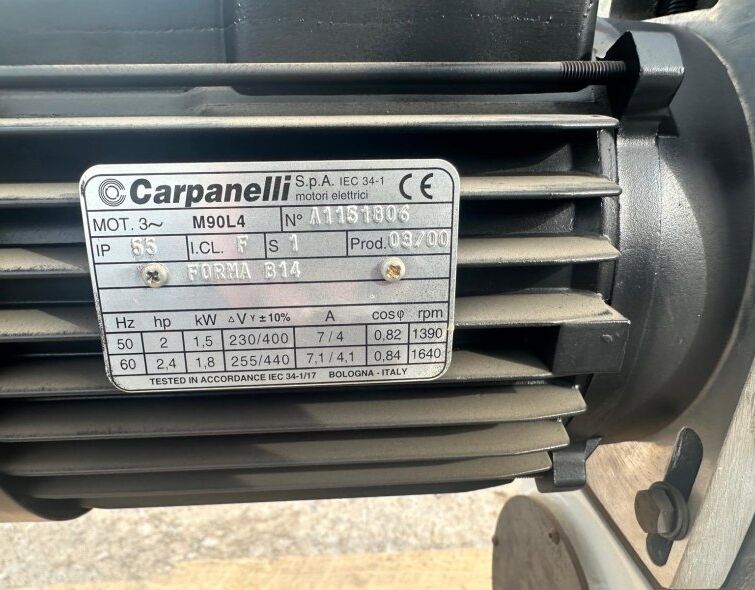 Carpanelli S.p.A. IEC 34-1
motori elettrici CE
MOT. 3~ M90L4 N° A1151806
IP 55 I.CL. F S 1 Prod. 03/00
FORMA B14
Hz hp kW ΔVY ±10% A cosφ rpm
50 2 1,5 230/400 7/4 0,82 1390
60 2,4 1,8 255/440 7,1/4,1 0,84 1640
TESTED IN ACCORDANCE IEC 34-1/17 BOLOGNA - ITALY